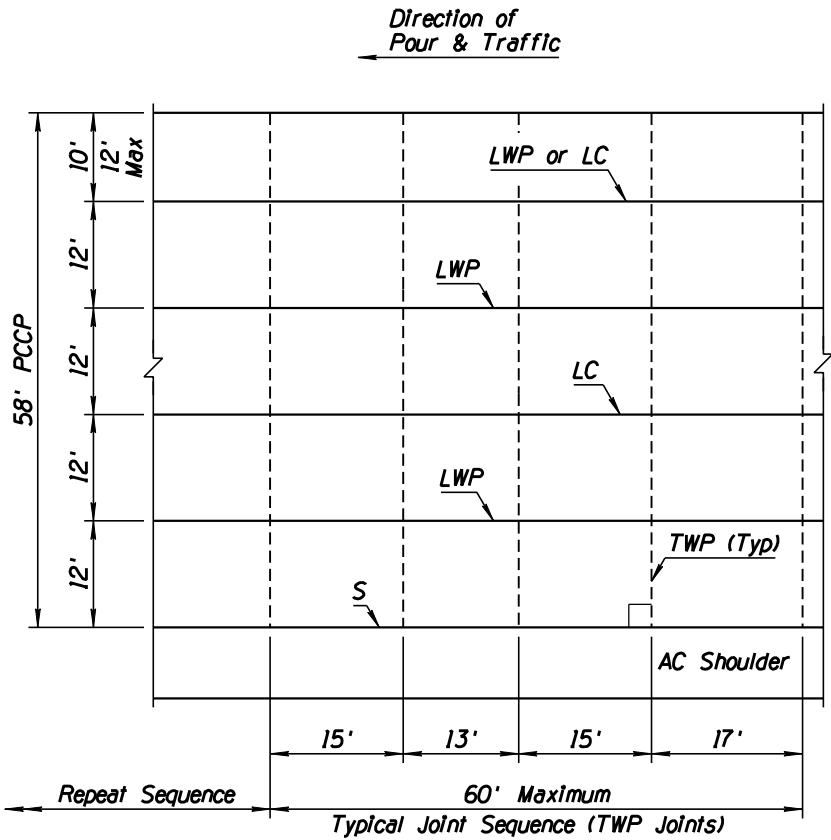 Direction of
Pour & Traffic
10'
12'
Max
LWP or LC
12'
LWP
12'
58' PCCP
LC
12'
LWP
12'
TWP (Typ)
S
AC Shoulder
15'
13'
15'
17'
Repeat Sequence
60' Maximum
Typical Joint Sequence (TWP Joints)